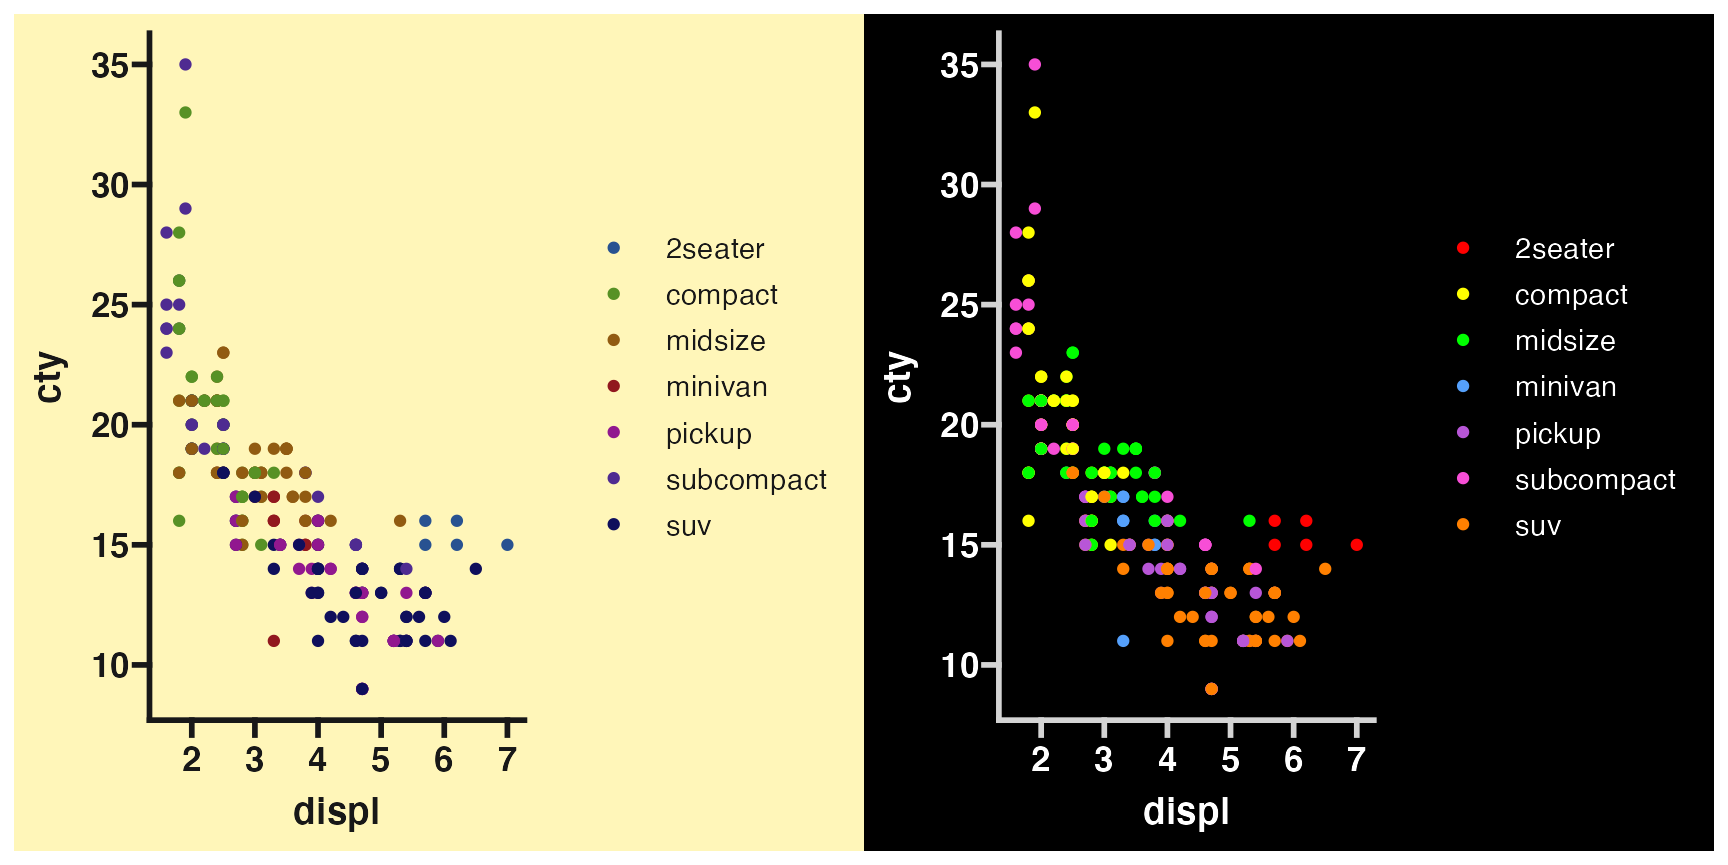 35
30
25
20
15
10
cty
2 3 4 5 6 7
displ
2seater
compact
midsize
minivan
pickup
subcompact
suv
35
30
25
20
15
10
cty
2 3 4 5 6 7
displ
2seater
compact
midsize
minivan
pickup
subcompact
suv